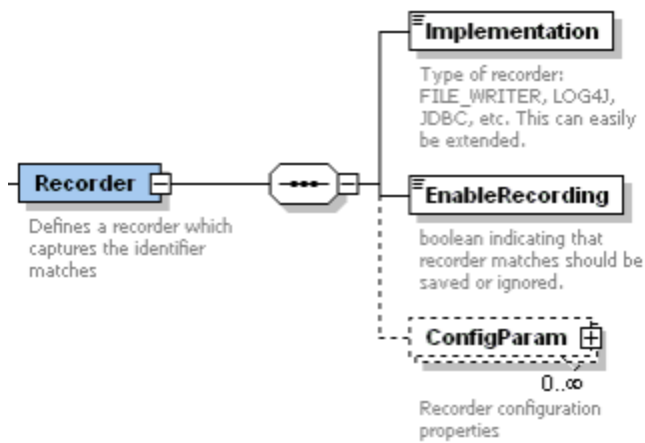 Implementation
Type of recorder:
FILE_WRITER, LOG4J,
JDBC, etc. This can easily
be extended.
Recorder
Defines a recorder which
captures the identifier
matches
EnableRecording
boolean indicating that
recorder matches should be
saved or ignored.
ConfigParam
0..∞
Recorder configuration
properties